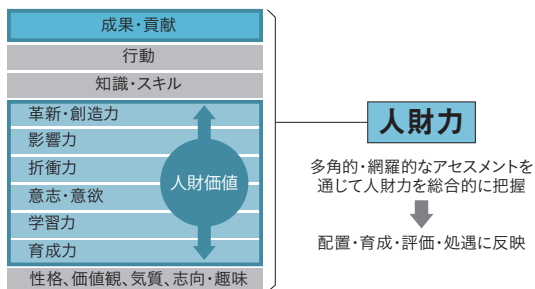 成果・貢献
行動
知識・スキル
革新・創造力
影響力
折衝力
意志・意欲
学習力
育成力
人財価値
性格、価値観、気質、志向・趣味
人財力
多角的・網羅的なアセスメントを
通じて人財力を総合的に把握
配置・育成・評価・処遇に反映